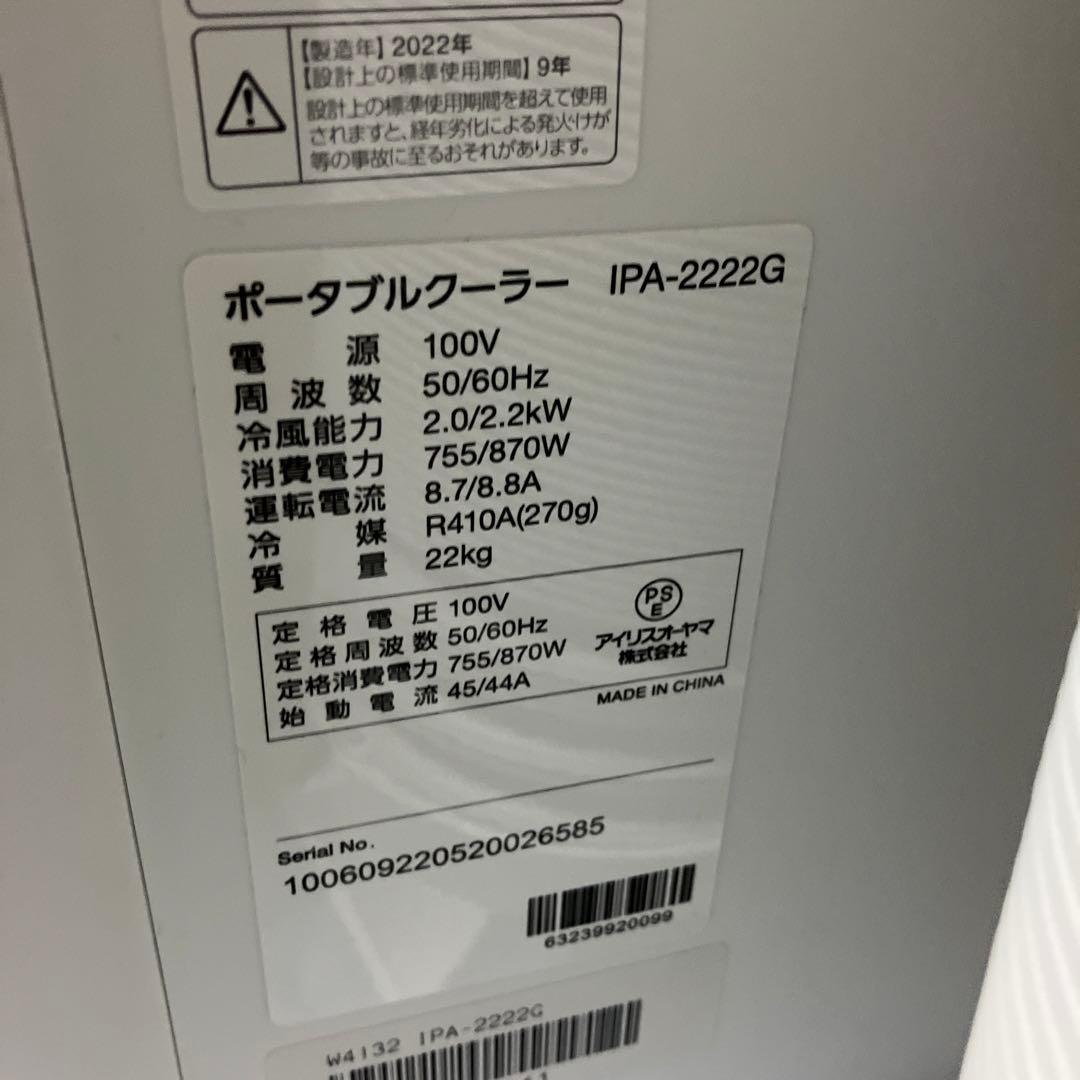 【製造年】2022年
【設計上の標準使用期間】9年
設計上の標準使用期間を超えて使用
されますと、経年劣化による発火・けが
等の事故に至るおそれがあります。
ポータブルクーラー IPA-2222G
電源 100V
周波数 50/60Hz
冷風能力 2.0/2.2kW
消費電力 755/870W
運転電流 8.7/8.8A
冷媒 R410A(270g)
質量 22kg
定格電圧 100V
定格周波数 50/60Hz
定格消費電力 755/870W
始動電流 45/44A
PSE
アイリスオーヤマ
株式会社
MADE IN CHINA
Serial No.
100609220520026585
63239920099
W4132 IPA-2222G